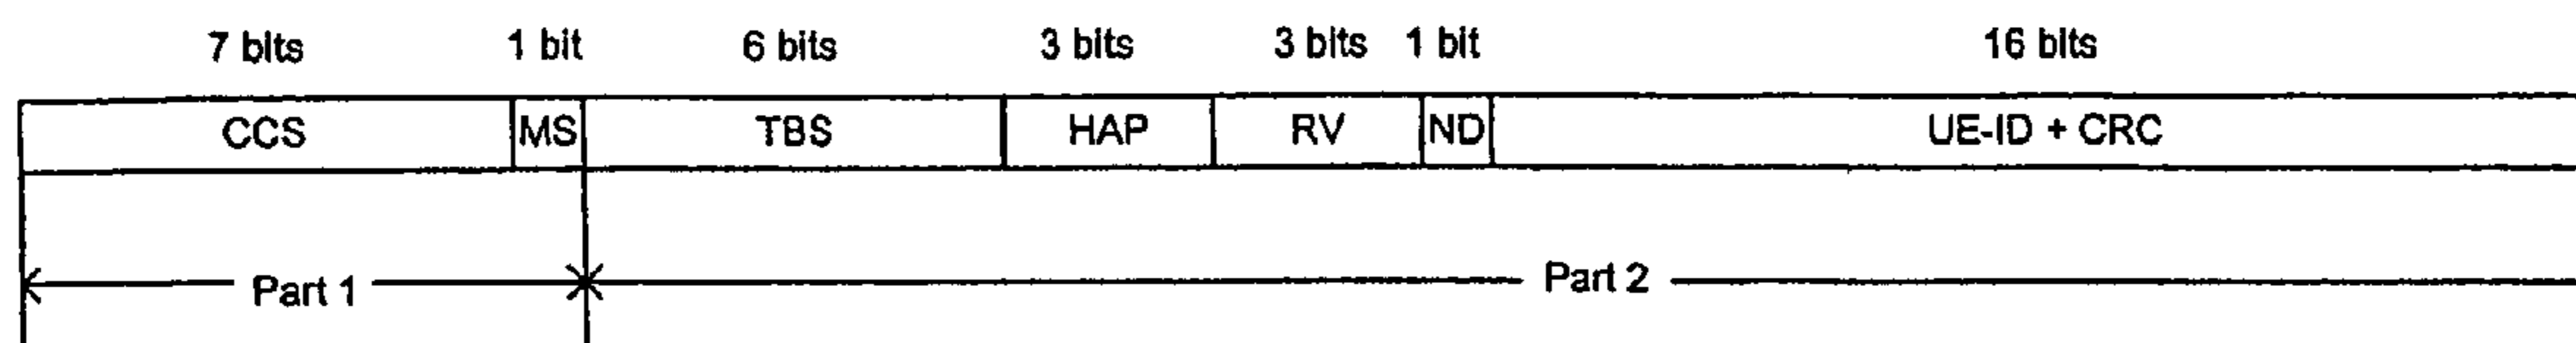 7 bits 1 bit 6 bits 3 bits 3 bits 1 bit 16 bits
CCS MS TBS HAP RV ND UE-ID + CRC
Part 1 Part 2